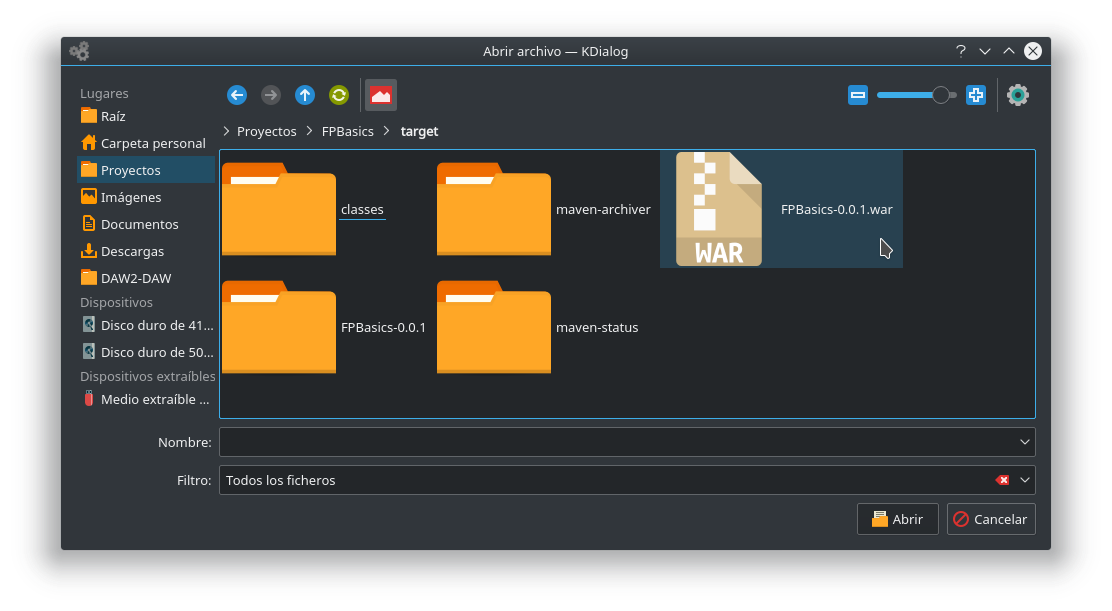 Abrir archivo — KDialog
?
Lugares
Raíz
Carpeta personal
Proyectos
Imágenes
Documentos
Descargas
DAW2-DAW
Dispositivos
Disco duro de 41...
Disco duro de 50...
Dispositivos extraíbles
Medio extraíble ...
> Proyectos > FPBasics > target
classes
maven-archiver
WAR
FPBasics-0.0.1.war
FPBasics-0.0.1
maven-status
Nombre:
Filtro: Todos los ficheros
Abrir
Cancelar